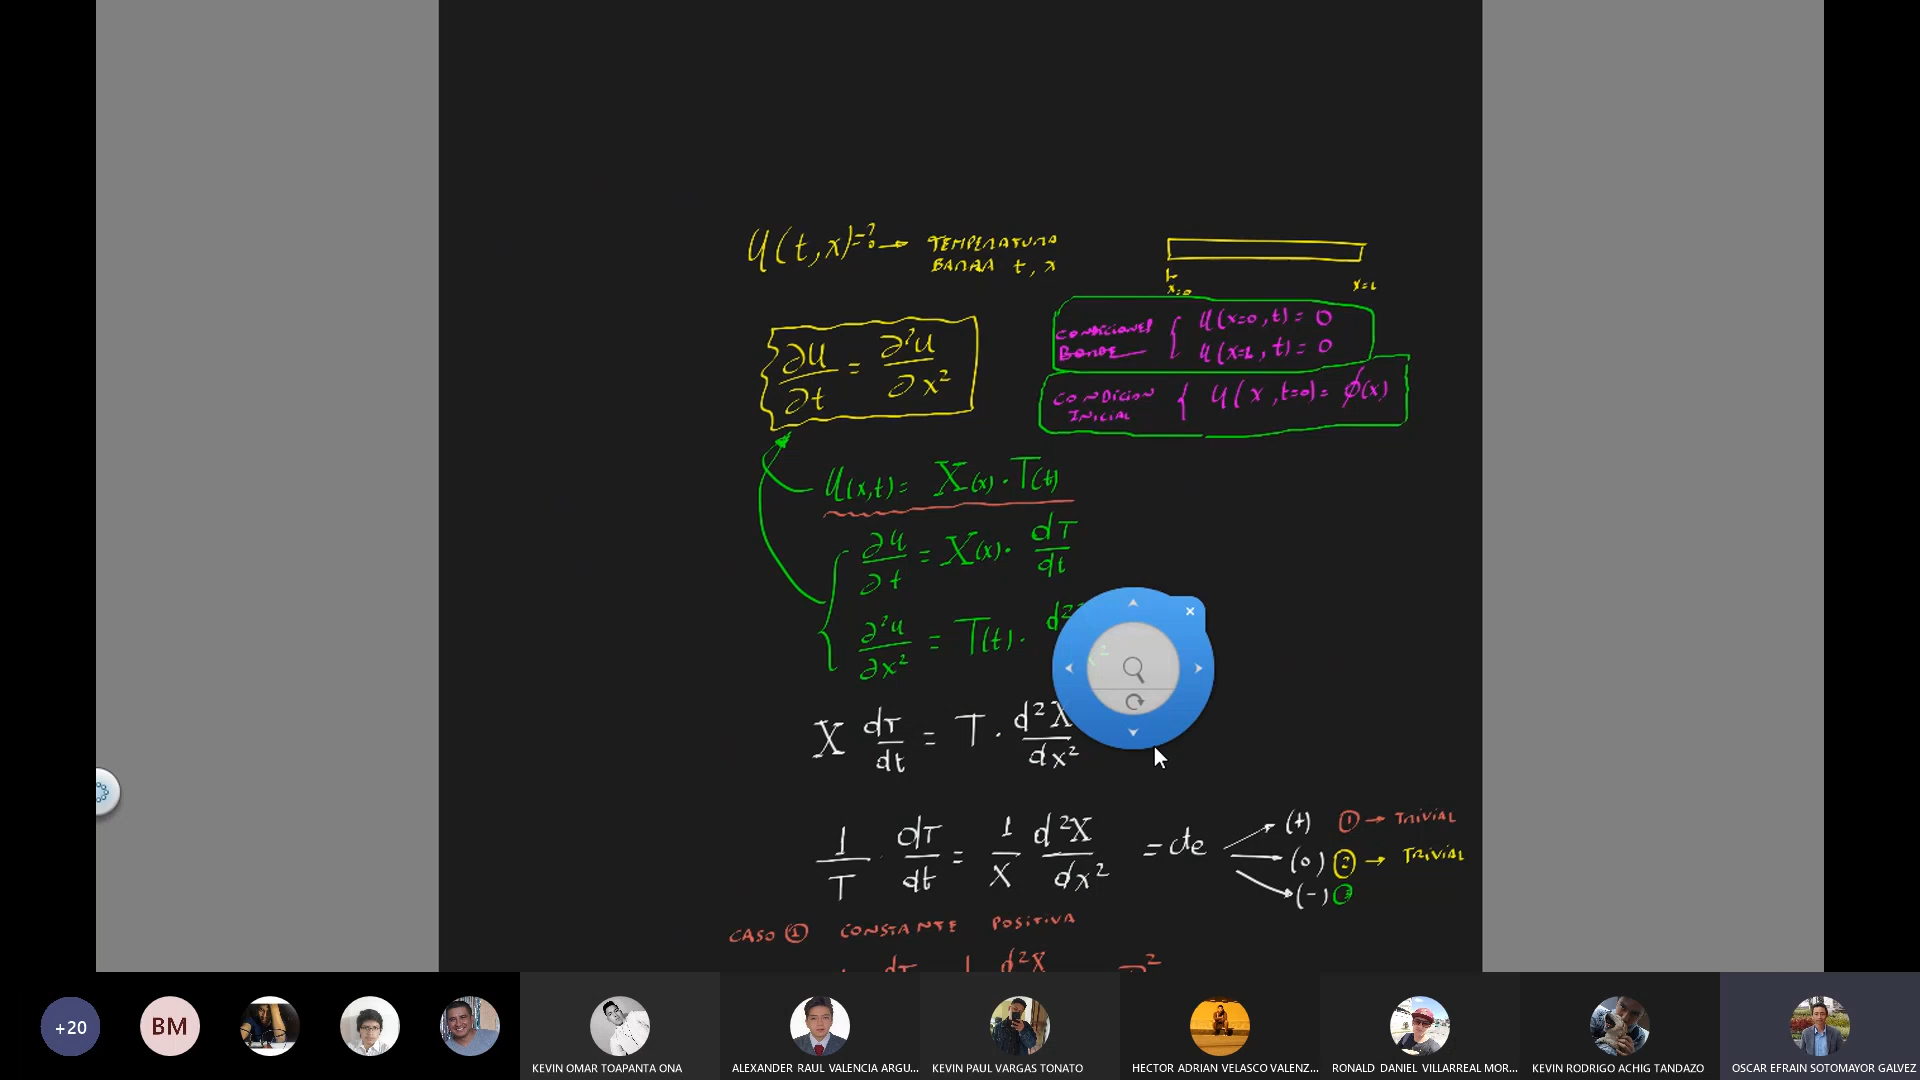 U(t,x)=? → TEMPERATURA
BARRA t, x
x=0
x=L
CONDICIONES BORDE { U(x=0,t)= 0
U(x=L,t)= 0
∂U/∂t = ∂²U/∂x²
CONDICION INICIAL { U(x,t=0)= ϕ(x)
U(x,t)= X(x)·T(t)
∂U/∂t = X(x)· dT/dt
∂²U/∂x² = T(t)· d²
X dT/dt = T · d²X/dx²
1/T · dT/dt = 1/X d²X/dx² = cte
(+) ① → TRIVIAL
(0) ② → TRIVIAL
(-) ③
CASO ① CONSTANTE POSITIVA
+20
BM
KEVIN OMAR TOAPANTA ONA
ALEXANDER RAUL VALENCIA ARGU...
KEVIN PAUL VARGAS TONATO
HECTOR ADRIAN VELASCO VALENZ...
RONALD DANIEL VILLARREAL MOR...
KEVIN RODRIGO ACHIG TANDAZO
OSCAR EFRAIN SOTOMAYOR GALVEZ